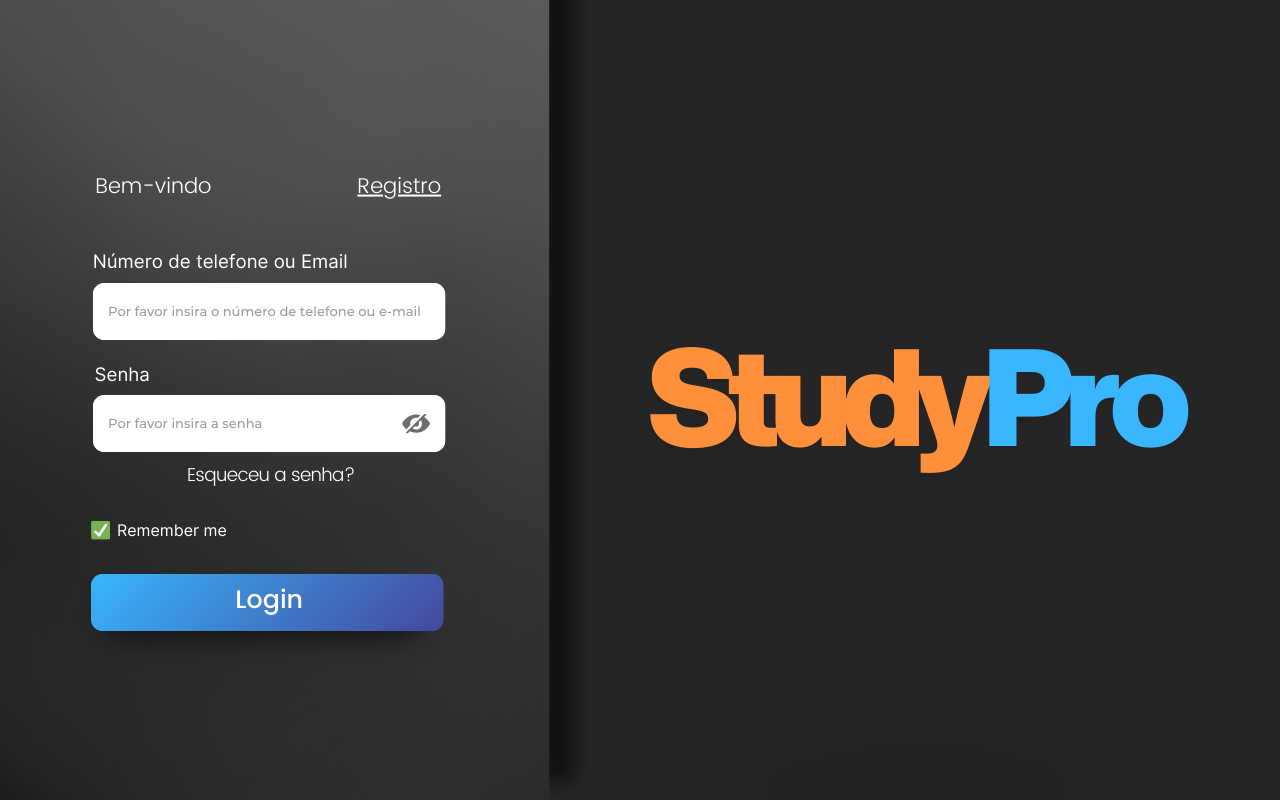 Bem-vindo
Registro
Número de telefone ou Email
Por favor insira o número de telefone ou e-mail
Senha
Por favor insira a senha
Esqueceu a senha?
Remember me
Login
StudyPro